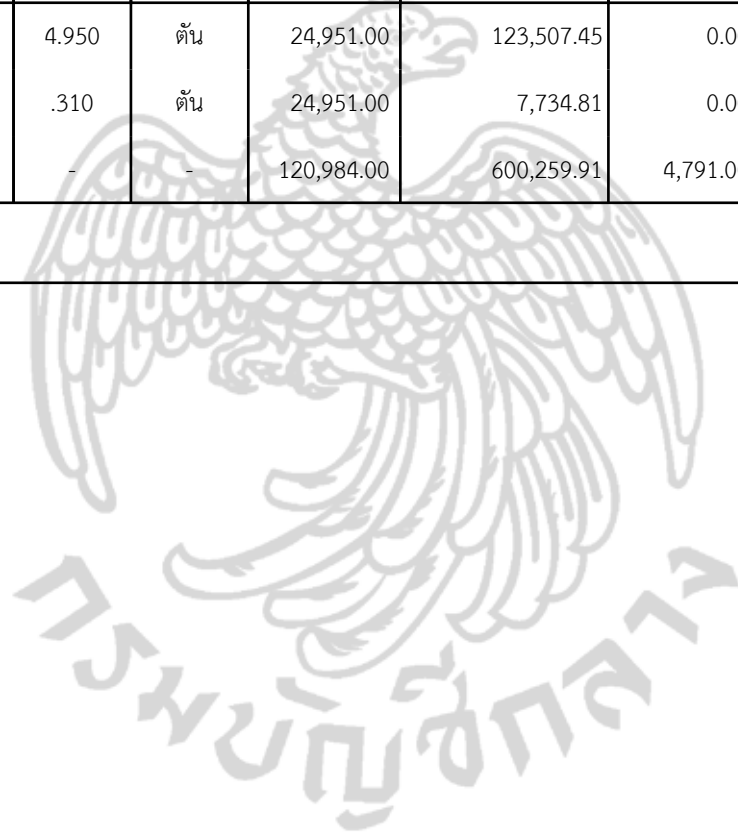 4.950 ตัน 24,951.00 123,507.45 0.0
.310 ตัน 24,951.00 7,734.81 0.0
- - 120,984.00 600,259.91 4,791.0
กรมบัญชีกลาง